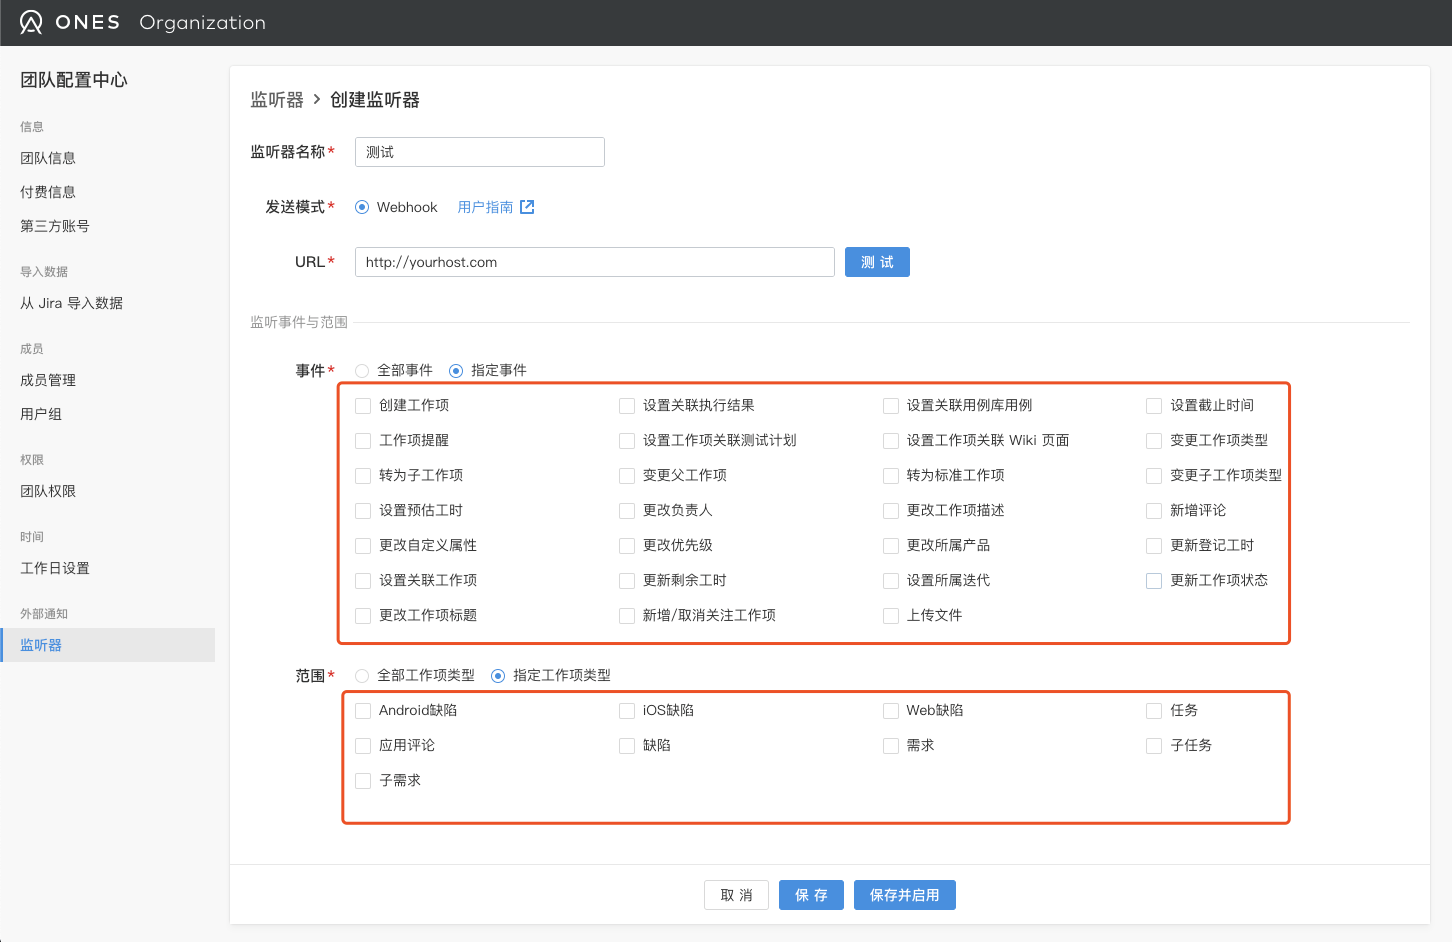 ONES Organization
团队配置中心
信息
团队信息
付费信息
第三方账号
导入数据
从 Jira 导入数据
成员
成员管理
用户组
权限
团队权限
时间
工作日设置
外部通知
监听器
监听器 > 创建监听器
监听器名称* 测试
发送模式* Webhook 用户指南
URL* http://yourhost.com 测 试
监听事件与范围
事件* 全部事件 指定事件
创建工作项 设置关联执行结果 设置关联用例库用例 设置截止时间
工作项提醒 设置工作项关联测试计划 设置工作项关联 Wiki 页面 变更工作项类型
转为子工作项 变更父工作项 转为标准工作项 变更子工作项类型
设置预估工时 更改负责人 更改工作项描述 新增评论
更改自定义属性 更改优先级 更改所属产品 更新登记工时
设置关联工作项 更新剩余工时 设置所属迭代 更新工作项状态
更改工作项标题 新增/取消关注工作项 上传文件
范围* 全部工作项类型 指定工作项类型
Android缺陷 iOS缺陷 Web缺陷 任务
应用评论 缺陷 需求 子任务
子需求
取 消 保 存 保存并启用